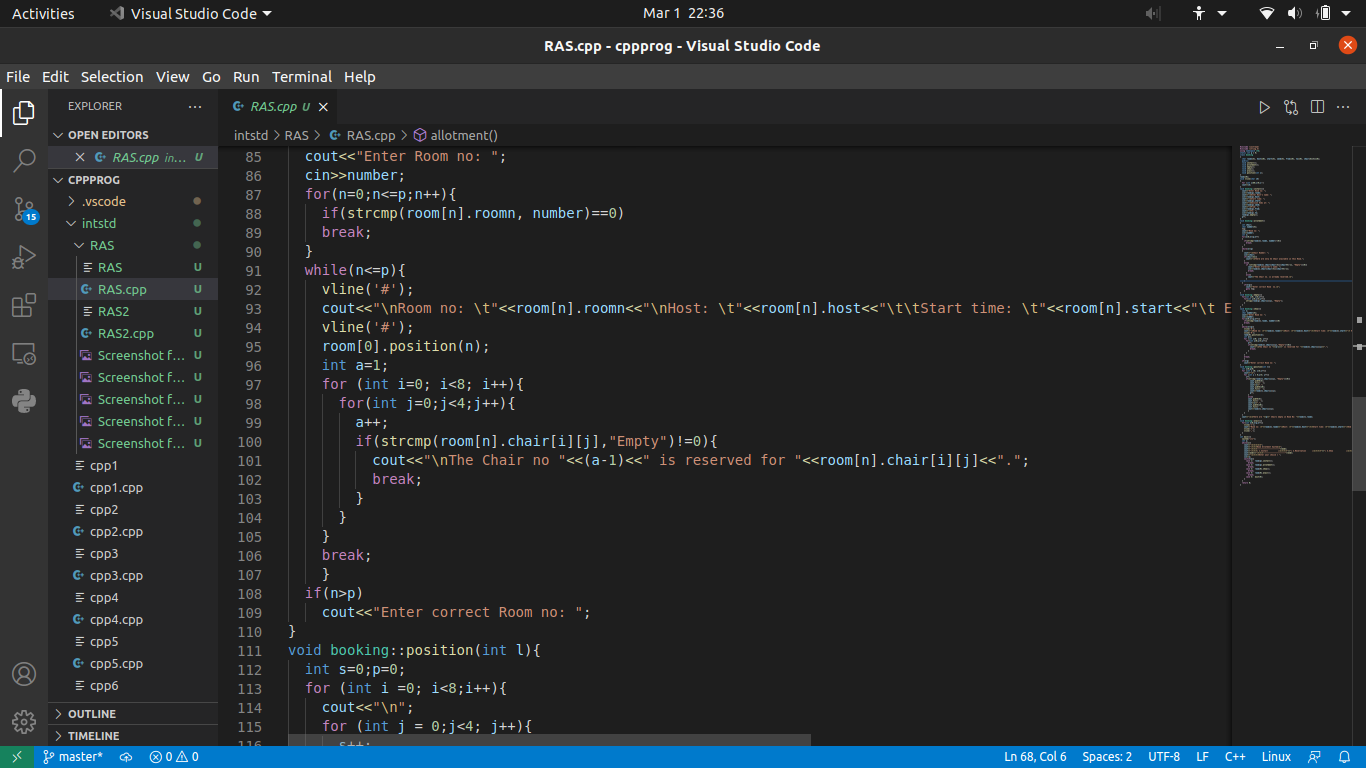 Activities Visual Studio Code Mar 1 22:36
RAS.cpp - cppprog - Visual Studio Code
File Edit Selection View Go Run Terminal Help
EXPLORER
OPEN EDITORS
RAS.cpp in... U
CPPPROG
.vscode
intstd
RAS
RAS U
RAS.cpp U
RAS2 U
RAS2.cpp U
Screenshot f... U
Screenshot f... U
Screenshot f... U
Screenshot f... U
Screenshot f... U
cpp1
cpp1.cpp
cpp2
cpp2.cpp
cpp3
cpp3.cpp
cpp4
cpp4.cpp
cpp5
cpp5.cpp
cpp6
OUTLINE
TIMELINE
15
RAS.cpp U
intstd > RAS > RAS.cpp > allotment()
85 cout<<"Enter Room no: ";
86 cin>>number;
87 for(n=0;n<=p;n++){
88 if(strcmp(room[n].roomn, number)==0)
89 break;
90 }
91 while(n<=p){
92 vline('#');
93 cout<<"\nRoom no: \t"<<room[n].roomn<<"\nHost: \t"<<room[n].host<<"\t\tStart time: \t"<<room[n].start<<"\t E
94 vline('#');
95 room[0].position(n);
96 int a=1;
97 for (int i=0; i<8; i++){
98 for(int j=0;j<4;j++){
99 a++;
100 if(strcmp(room[n].chair[i][j],"Empty")!=0){
101 cout<<"\nThe Chair no "<<(a-1)<<" is reserved for "<<room[n].chair[i][j]<<".";
102 break;
103 }
104 }
105 }
106 break;
107 }
108 if(n>p)
109 cout<<"Enter correct Room no: ";
110 }
111 void booking::position(int l){
112 int s=0;p=0;
113 for (int i =0; i<8;i++){
114 cout<<"\n";
115 for (int j = 0;j<4; j++){
116 s++;
master* 0 0 Ln 68, Col 6 Spaces: 2 UTF-8 LF C++ Linux